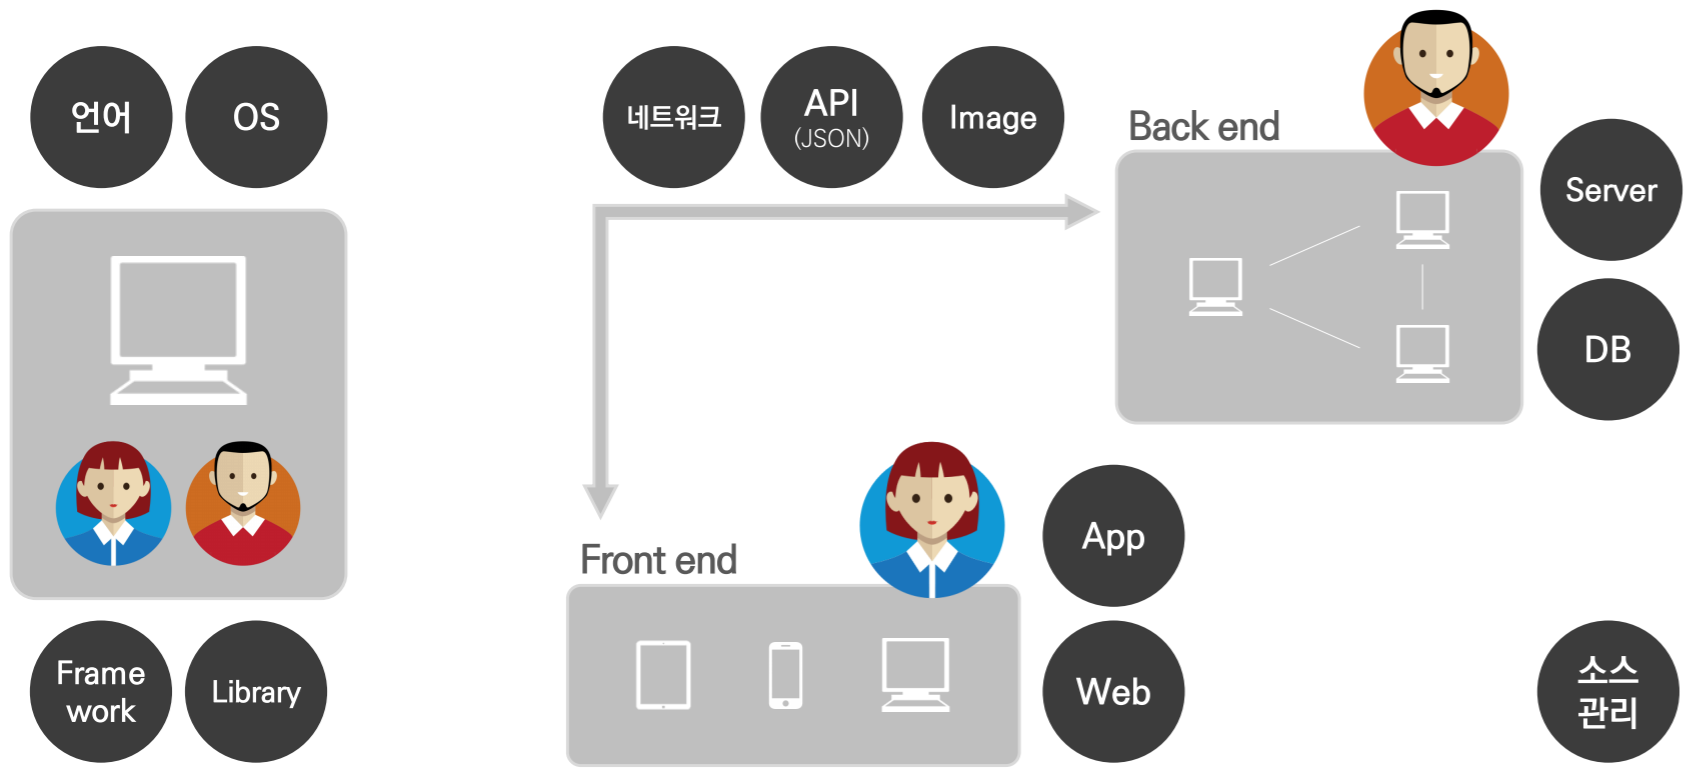 언어
OS
네트워크
API
(JSON)
Image
Back end
Server
DB
Front end
App
Frame
work
Library
Web
소스
관리